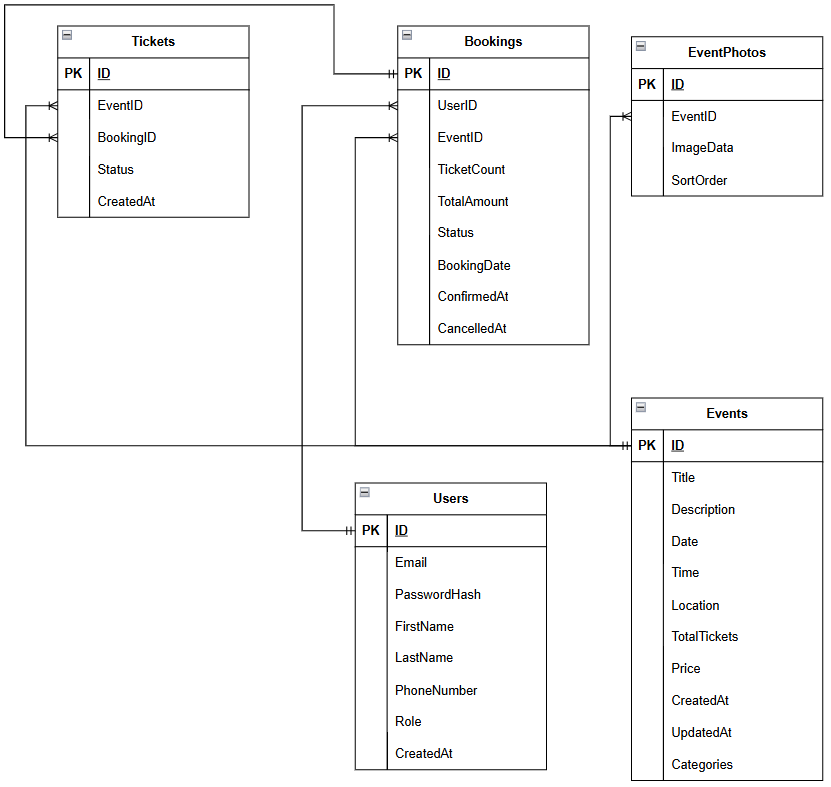 Tickets
PK ID
EventID
BookingID
Status
CreatedAt
Bookings
PK ID
UserID
EventID
TicketCount
TotalAmount
Status
BookingDate
ConfirmedAt
CancelledAt
EventPhotos
PK ID
EventID
ImageData
SortOrder
Users
PK ID
Email
PasswordHash
FirstName
LastName
PhoneNumber
Role
CreatedAt
Events
PK ID
Title
Description
Date
Time
Location
TotalTickets
Price
CreatedAt
UpdatedAt
Categories